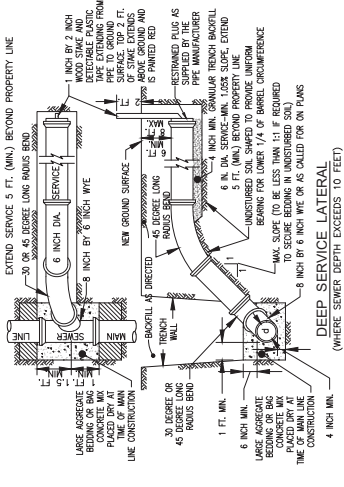 EXTEND SERVICE 5 FT. (MIN.) BEYOND PROPERTY LINE
30 OR 45 DEGREE LONG RADIUS BEND
6 INCH DIA.
SERVICE
1 INCH BY 2 INCH
WOOD STAKE AND
DETECTABLE PLASTIC
TAPE EXTENDING FROM
PIPE TO GROUND
SURFACE. TOP 2 FT.
OF STAKE EXTENDS
ABOVE GROUND AND
IS PAINTED RED
MAIN
SEWER
LINE
1 FT.
MIN.
1.5 FT.
MIN.
8 INCH BY 6 INCH WYE
LARGE AGGREGATE
BEDDING OR BAG
CONCRETE MIX
PLACED DRY AT
TIME OF MAIN
LINE CONSTRUCTION
BACKFILL AS DIRECTED
TRENCH
WALL
NEW GROUND SURFACE
45 DEGREE LONG
RADIUS BEND
2
FT.
6
FT.
MIN.
8 FT.
MAX.
RESTRAINED PLUG AS
SUPPLIED BY THE
PIPE MANUFACTURER
4 INCH MIN. GRANULAR TRENCH BACKFILL
6 IN. DIA. SERVICE-MIN. 1.05% SLOPE, EXTEND
5 FT. (MIN.) BEYOND PROPERTY LINE
UNDISTURBED SOIL SHAPED TO PROVIDE UNIFORM
BEARING FOR LOWER 1/4 OF BARREL CIRCUMFERENCE
1
1
MAX. SLOPE (TO BE LESS THAN 1:1 IF REQUIRED
TO SECURE BEDDING IN UNDISTURBED SOIL)
8 INCH BY 6 INCH WYE OR AS CALLED FOR ON PLANS
30 DEGREE OR
45 DEGREE LONG
RADIUS BEND
1 FT. MIN.
6 INCH MIN.
LARGE AGGREGATE
BEDDING OR BAG
CONCRETE MIX
PLACED DRY AT
TIME OF MAIN LINE
CONSTRUCTION
d
4 INCH MIN.
DEEP SERVICE LATERAL
(WHERE SEWER DEPTH EXCEEDS 10 FEET)